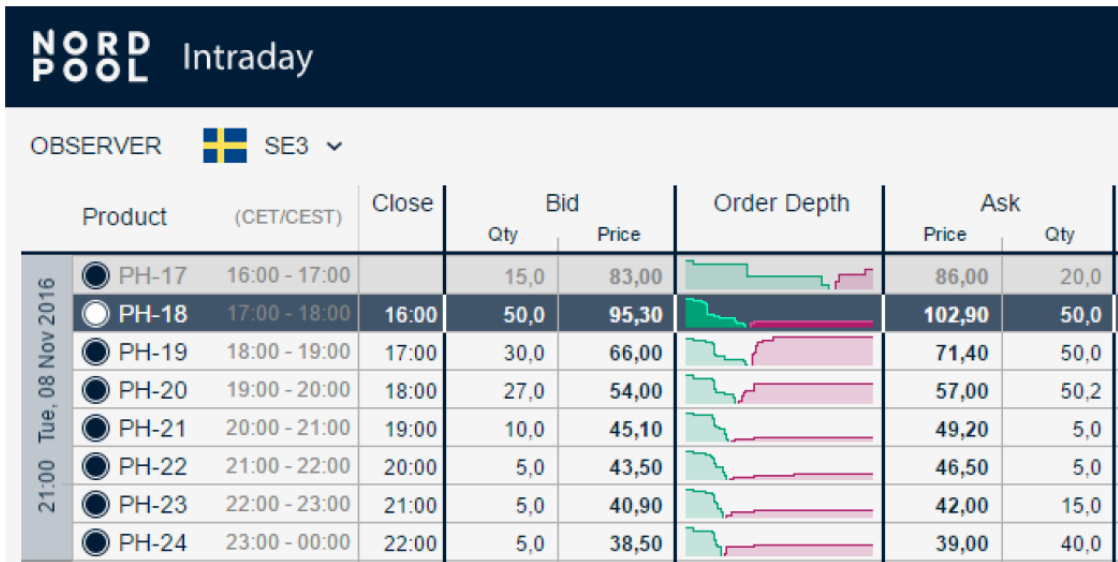 NORD
POOL Intraday
OBSERVER SE3
Product (CET/CEST) Close Bid Order Depth Ask
Qty Price Price Qty
21:00 Tue, 08 Nov 2016
PH-17 16:00 - 17:00 15,0 83,00 86,00 20,0
PH-18 17:00 - 18:00 16:00 50,0 95,30 102,90 50,0
PH-19 18:00 - 19:00 17:00 30,0 66,00 71,40 50,0
PH-20 19:00 - 20:00 18:00 27,0 54,00 57,00 50,2
PH-21 20:00 - 21:00 19:00 10,0 45,10 49,20 5,0
PH-22 21:00 - 22:00 20:00 5,0 43,50 46,50 5,0
PH-23 22:00 - 23:00 21:00 5,0 40,90 42,00 15,0
PH-24 23:00 - 00:00 22:00 5,0 38,50 39,00 40,0